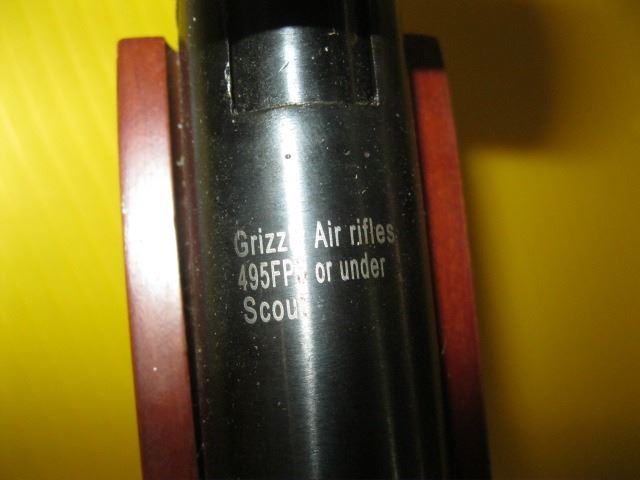 Grizzly Air rifles
495FPS or under
Scout